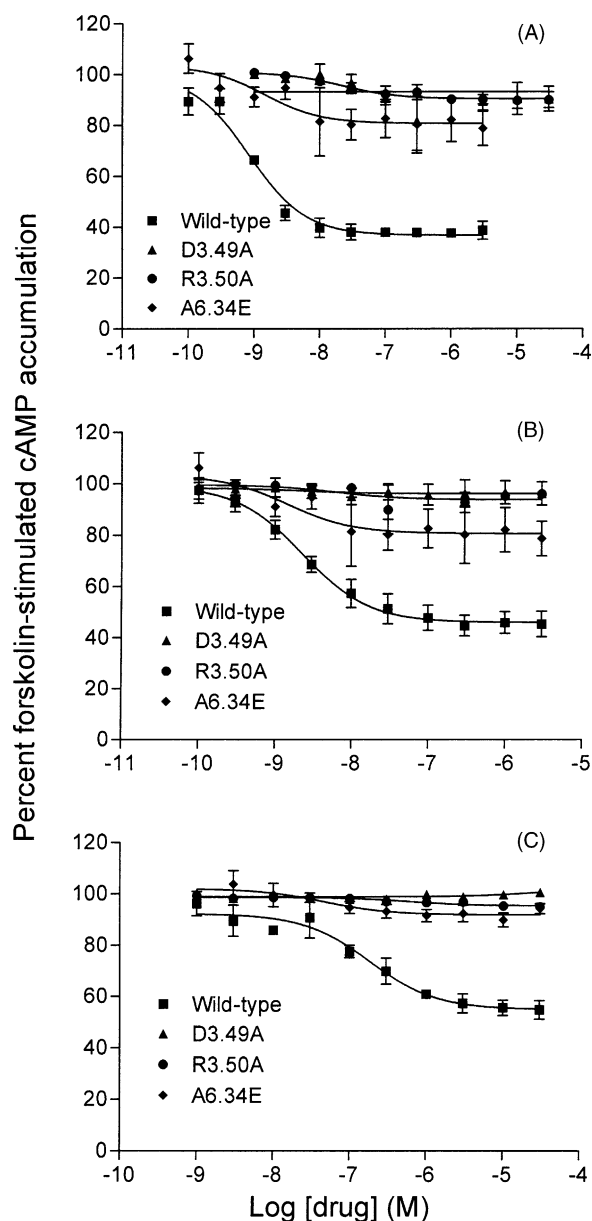 Percent forskolin-stimulated cAMP accumulation
(A)
120
100
80
60
40
20
0
Wild-type
D3.49A
R3.50A
A6.34E
-11 -10 -9 -8 -7 -6 -5 -4
(B)
120
100
80
60
40
20
0
Wild-type
D3.49A
R3.50A
A6.34E
-11 -10 -9 -8 -7 -6 -5
(C)
120
100
80
60
40
20
0
Wild-type
D3.49A
R3.50A
A6.34E
-10 -9 -8 -7 -6 -5 -4
Log [drug] (M)